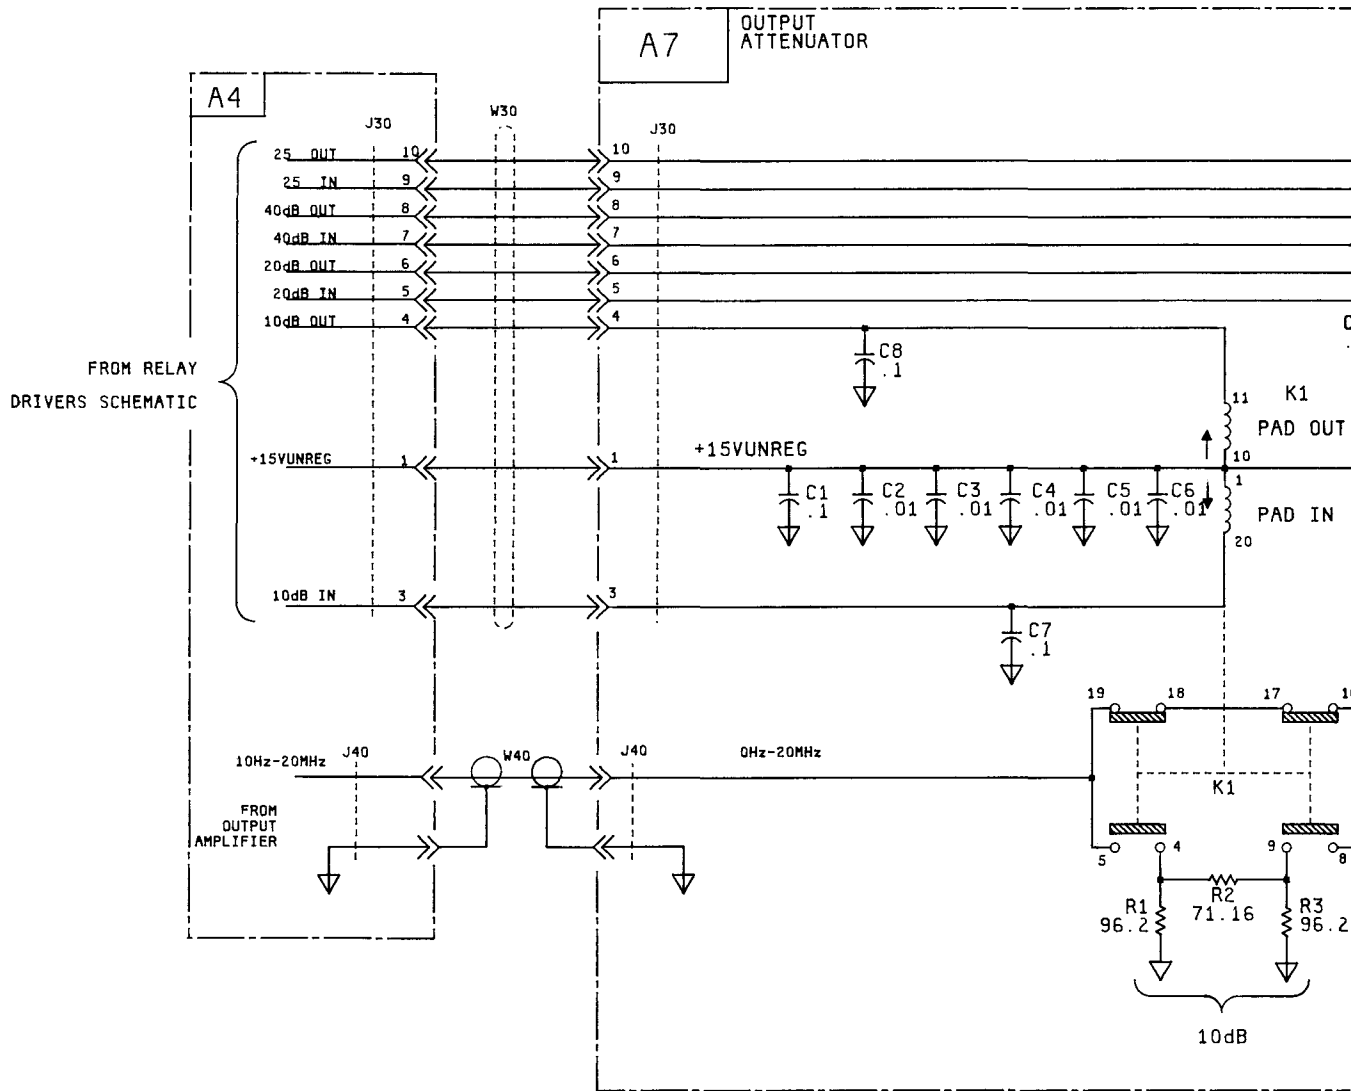 OUTPUT
ATTENUATOR
A7
A4
J30
W30
J30
25 OUT 10 10
25 IN 9 9
40dB OUT 8 8
40dB IN 7 7
20dB OUT 6 6
20dB IN 5 5
10dB OUT 4 4
C8
.1
FROM RELAY
DRIVERS SCHEMATIC
11
K1
PAD OUT
10
+15VUNREG 1 1
+15VUNREG
1
PAD IN
20
C1
.1
C2
.01
C3
.01
C4
.01
C5
.01
C6
.01
10dB IN 3 3
C7
.1
19 18 17
J40
W40
J40
10Hz-20MHz
0Hz-20MHz
K1
FROM
OUTPUT
AMPLIFIER
5 4 9 8
R1
96.2
R2
71.16
R3
96.2
10dB